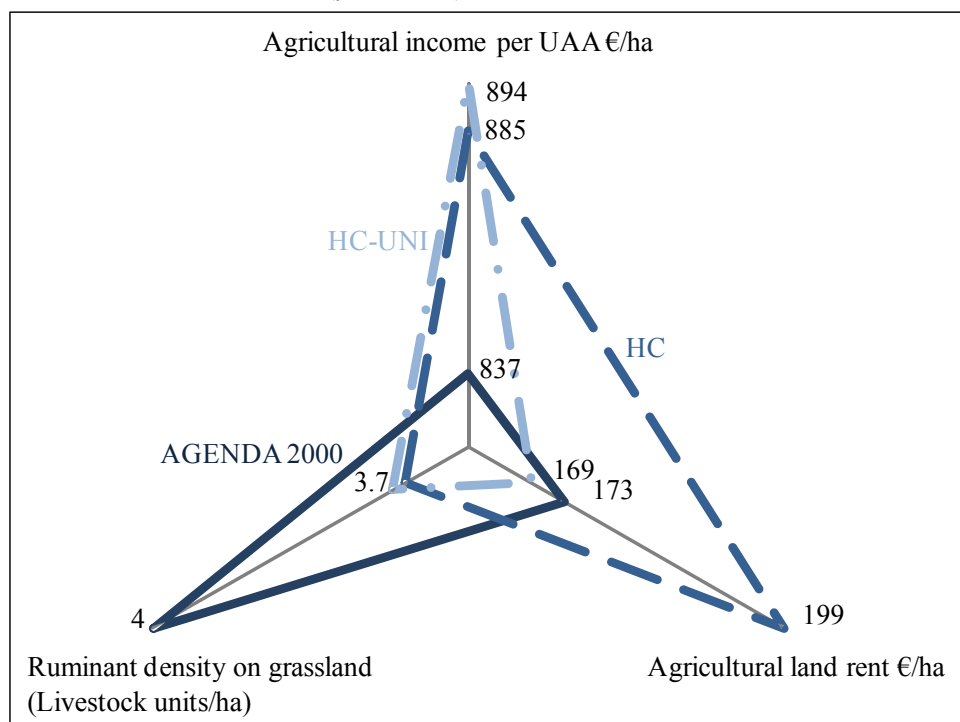 Agricultural income per UAA €/ha
894
885
HC-UNI
HC
837
AGENDA 2000
3.7
169
173
4
199
Ruminant density on grassland
(Livestock units/ha)
Agricultural land rent €/ha